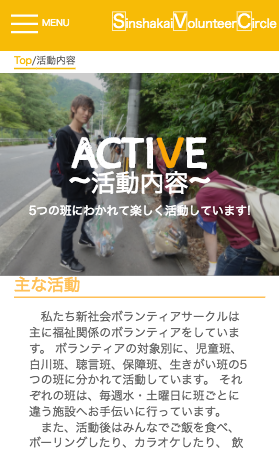 MENU
SinshakaiVolunteerCircle
Top/活動内容
ACTIVE
〜活動内容〜
5つの班にわかれて楽しく活動しています!
主な活動
私たち新社会ボランティアサークルは
主に福祉関係のボランティアをしていま
す。 ボランティアの対象別に、児童班、
白川班、聴言班、保障班、生きがい班の5
つの班に分かれて活動しています。 それ
ぞれの班は、毎週水・土曜日に班ごとに
違う施設へお手伝いに行っています。
また、活動後はみんなでご飯を食べ、
ボーリングしたり、カラオケしたり、 飲